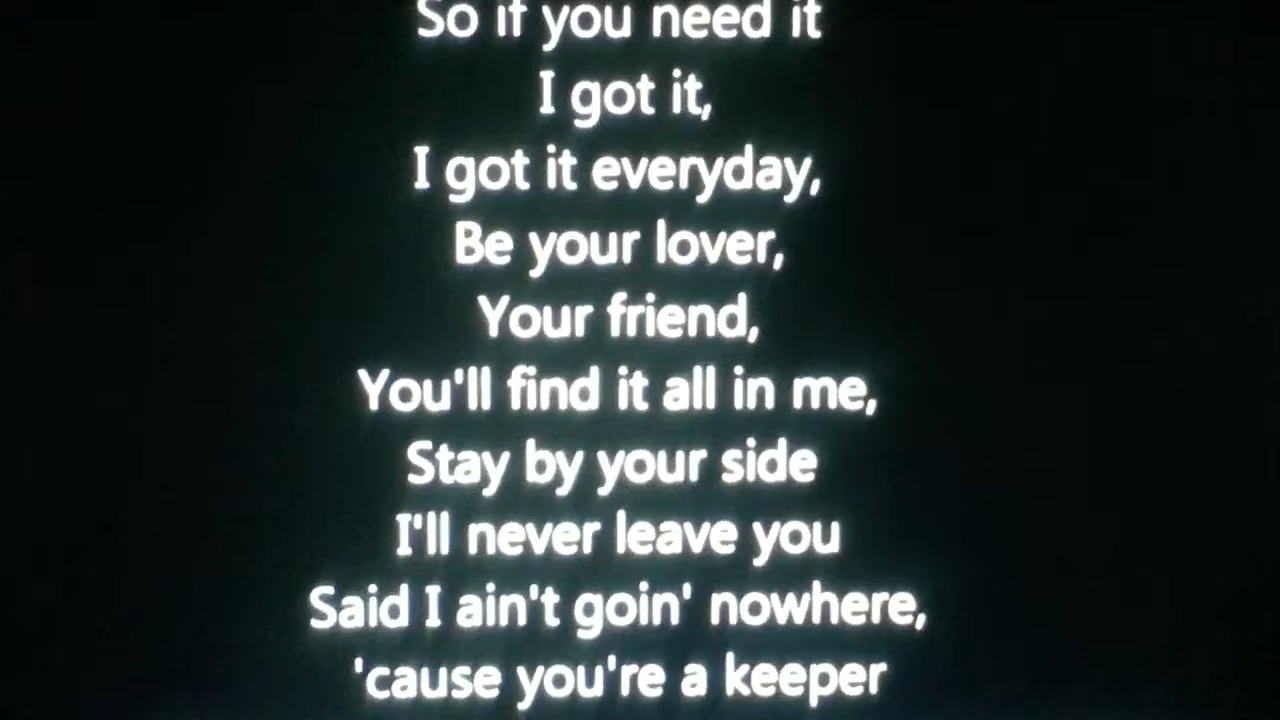 So if you need it
I got it,
I got it everyday,
Be your lover,
Your friend,
You'll find it all in me,
Stay by your side
I'll never leave you
Said I ain't goin' nowhere,
'cause you're a keeper